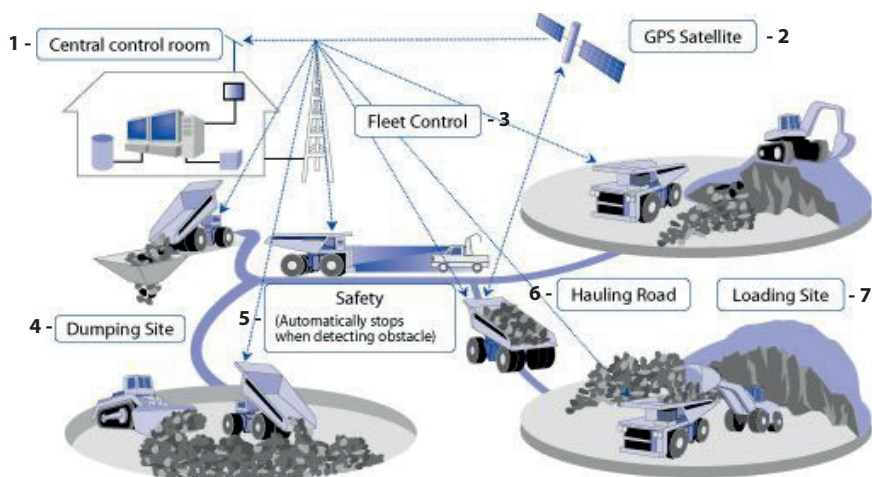 1 - Central control room
GPS Satellite - 2
Fleet Control - 3
4 - Dumping Site
5 - Safety
(Automatically stops
when detecting obstacle)
6 - Hauling Road
Loading Site - 7